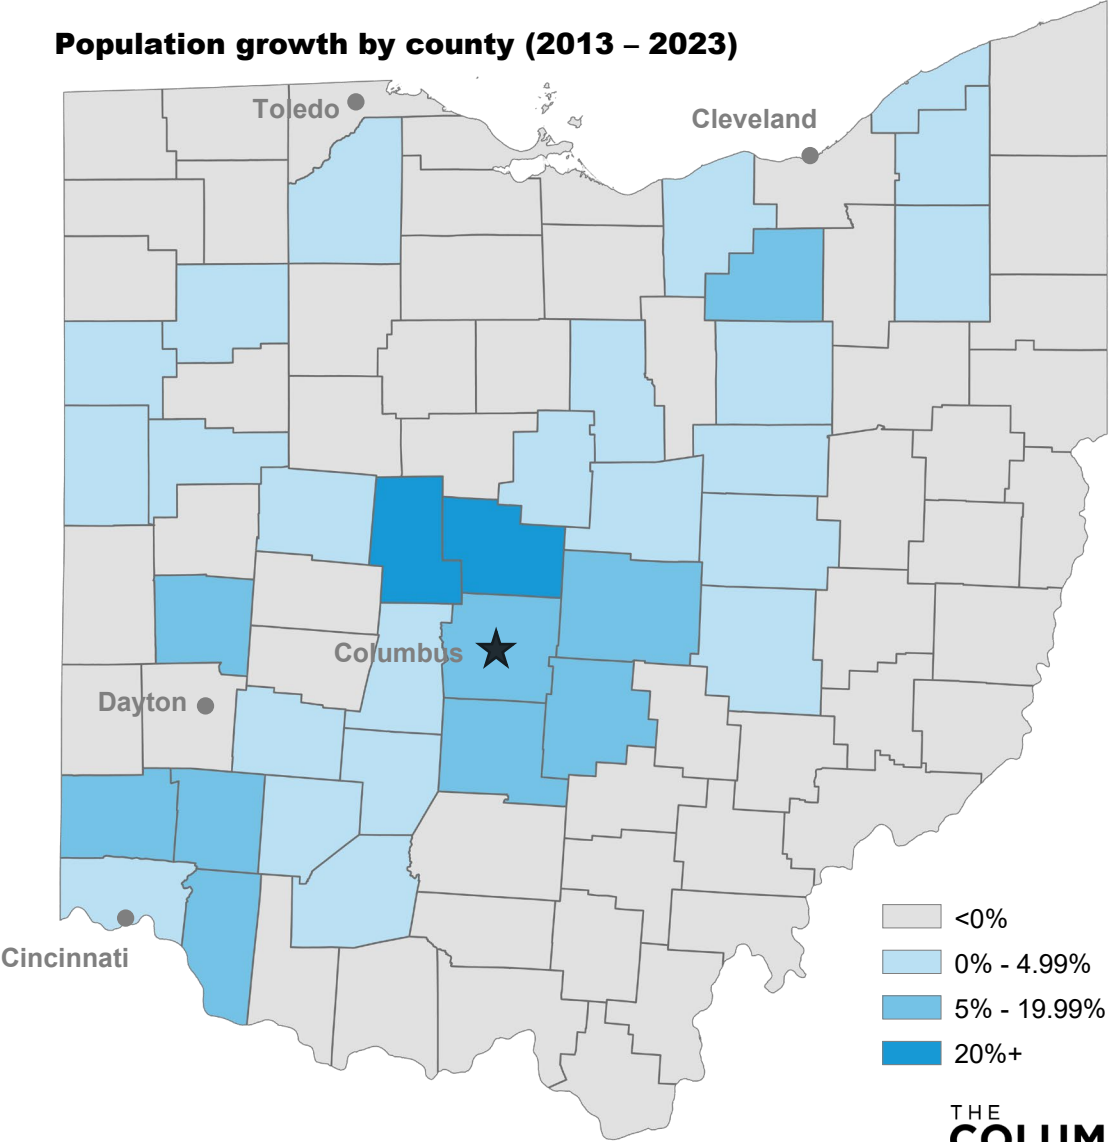 Population growth by county (2013 – 2023)
Toledo
Cleveland
Columbus
Dayton
Cincinnati
<0%
0% - 4.99%
5% - 19.99%
20%+
THE
COLUM